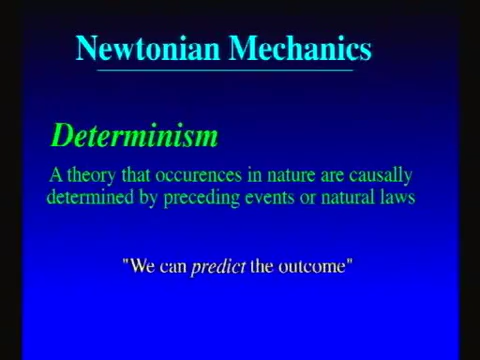 Newtonian Mechanics
Determinism
A theory that occurences in nature are causally
determined by preceding events or natural laws
"We can predict the outcome"